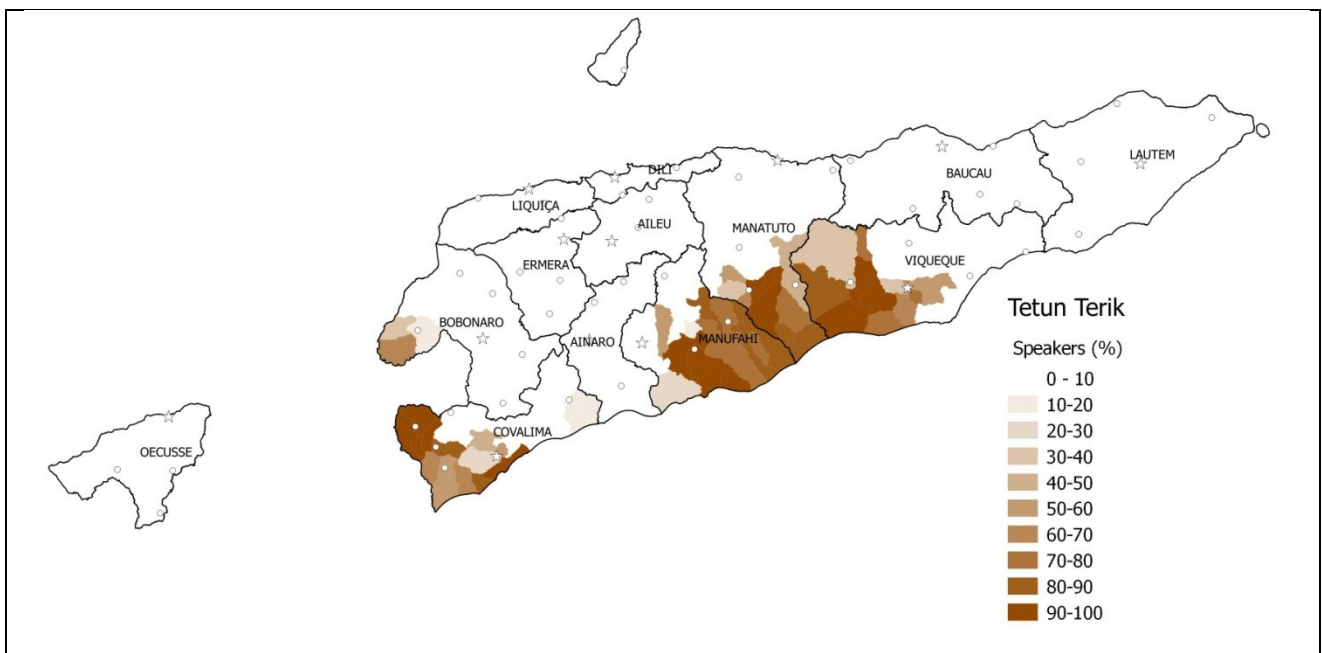 DILI
LAUTEM
BAUCAU
LIQUIÇA
AILEU
MANATUTO
ERMERA
VIQUEQUE
BOBONARO
AINARO
MANUFAHI
COVALIMA
OECUSSE
Tetun Terik
Speakers (%)
0 - 10
10-20
20-30
30-40
40-50
50-60
60-70
70-80
80-90
90-100